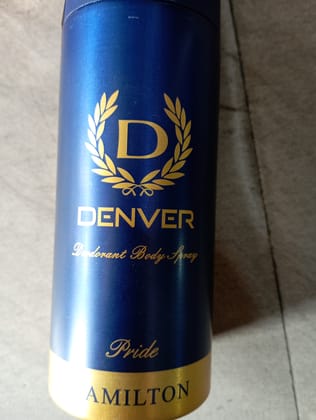 D
DENVER
Deodorant Body Spray
Pride
AMILTON